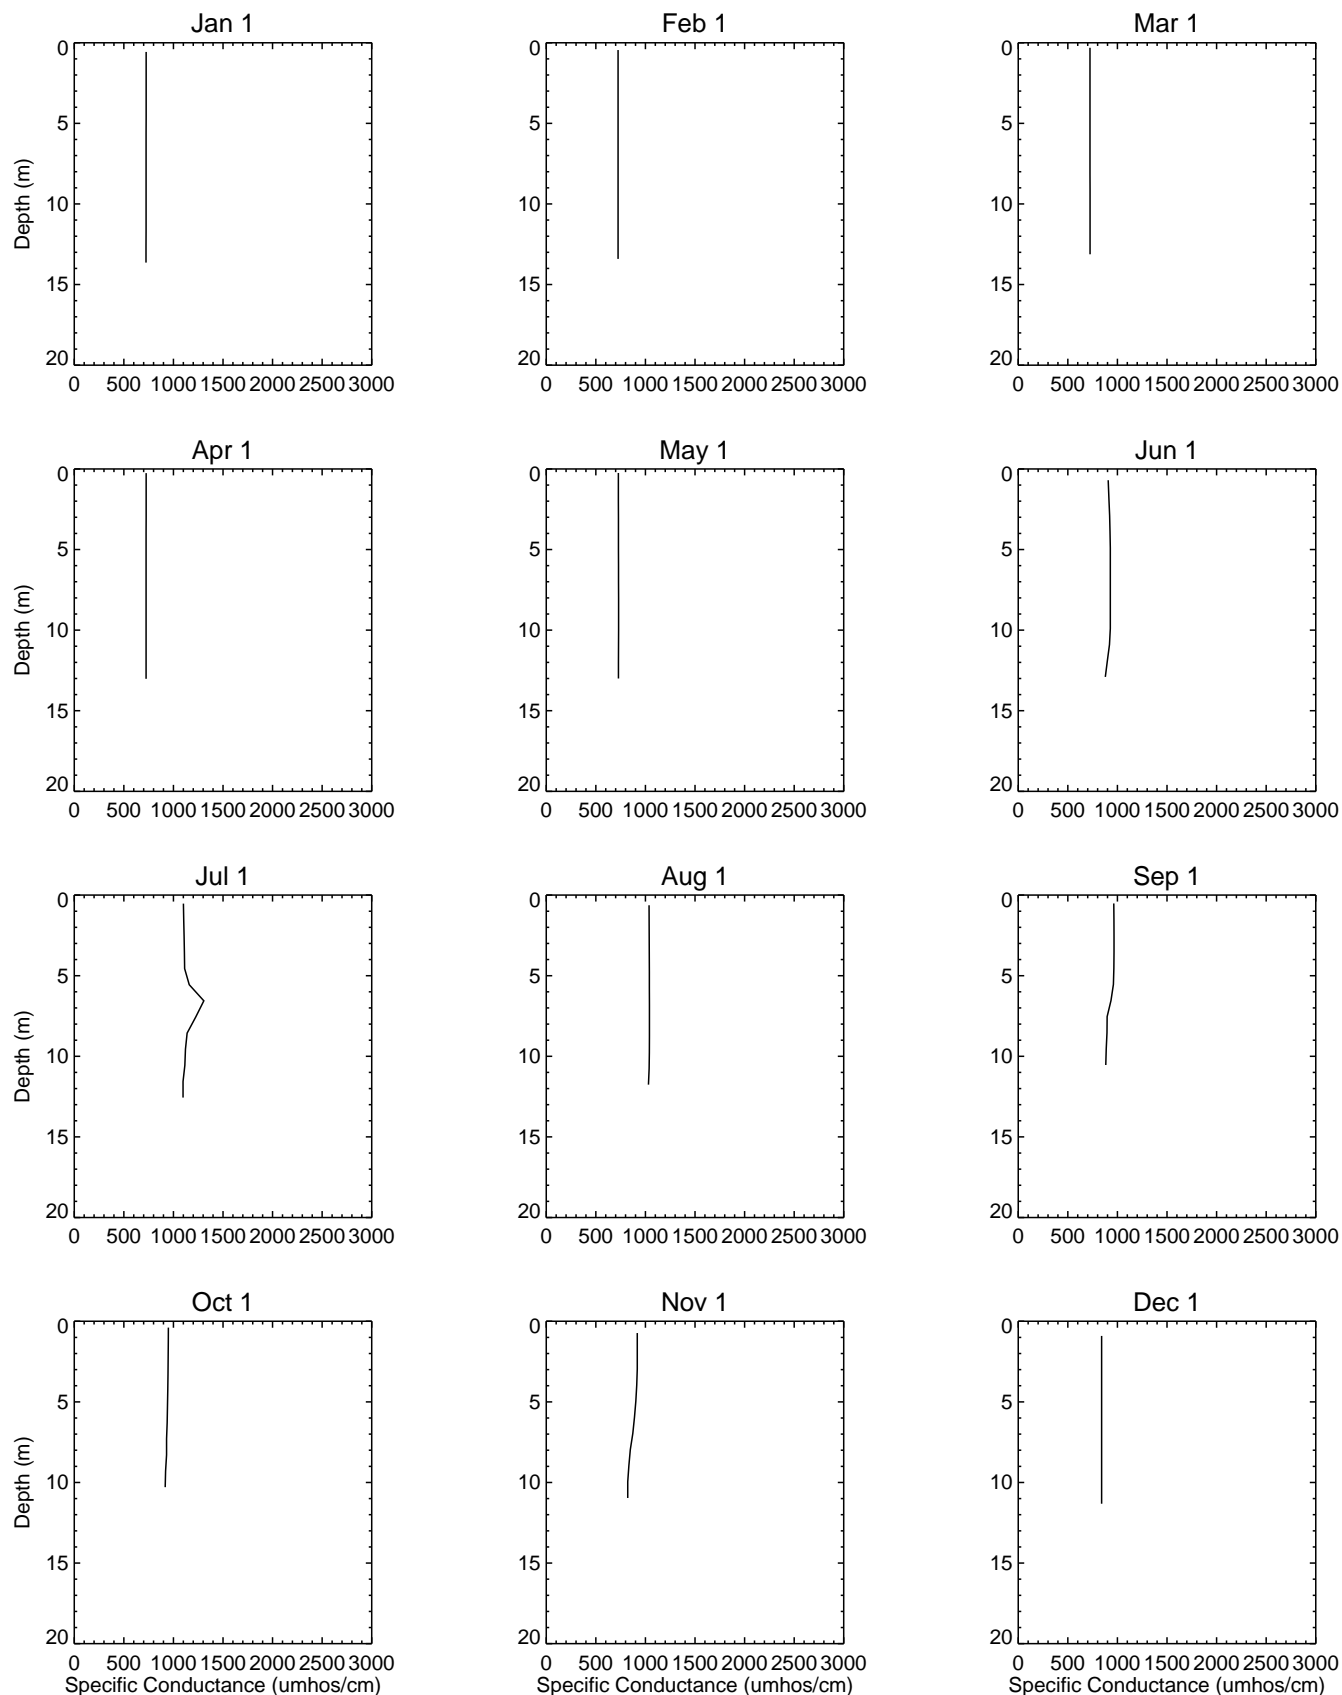 Jan 1 Feb 1 Mar 1
0 0 0
5 5 5
Depth (m)
10 10 10
15 15 15
20 20 20
0 500 1000 1500 2000 2500 3000 0 500 1000 1500 2000 2500 3000 0 500 1000 1500 2000 2500 3000
Apr 1 May 1 Jun 1
0 0 0
5 5 5
Depth (m)
10 10 10
15 15 15
20 20 20
0 500 1000 1500 2000 2500 3000 0 500 1000 1500 2000 2500 3000 0 500 1000 1500 2000 2500 3000
Jul 1 Aug 1 Sep 1
0 0 0
5 5 5
Depth (m)
10 10 10
15 15 15
20 20 20
0 500 1000 1500 2000 2500 3000 0 500 1000 1500 2000 2500 3000 0 500 1000 1500 2000 2500 3000
Oct 1 Nov 1 Dec 1
0 0 0
5 5 5
Depth (m)
10 10 10
15 15 15
20 20 20
0 500 1000 1500 2000 2500 3000 0 500 1000 1500 2000 2500 3000 0 500 1000 1500 2000 2500 3000
Specific Conductance (umhos/cm) Specific Conductance (umhos/cm) Specific Conductance (umhos/cm)